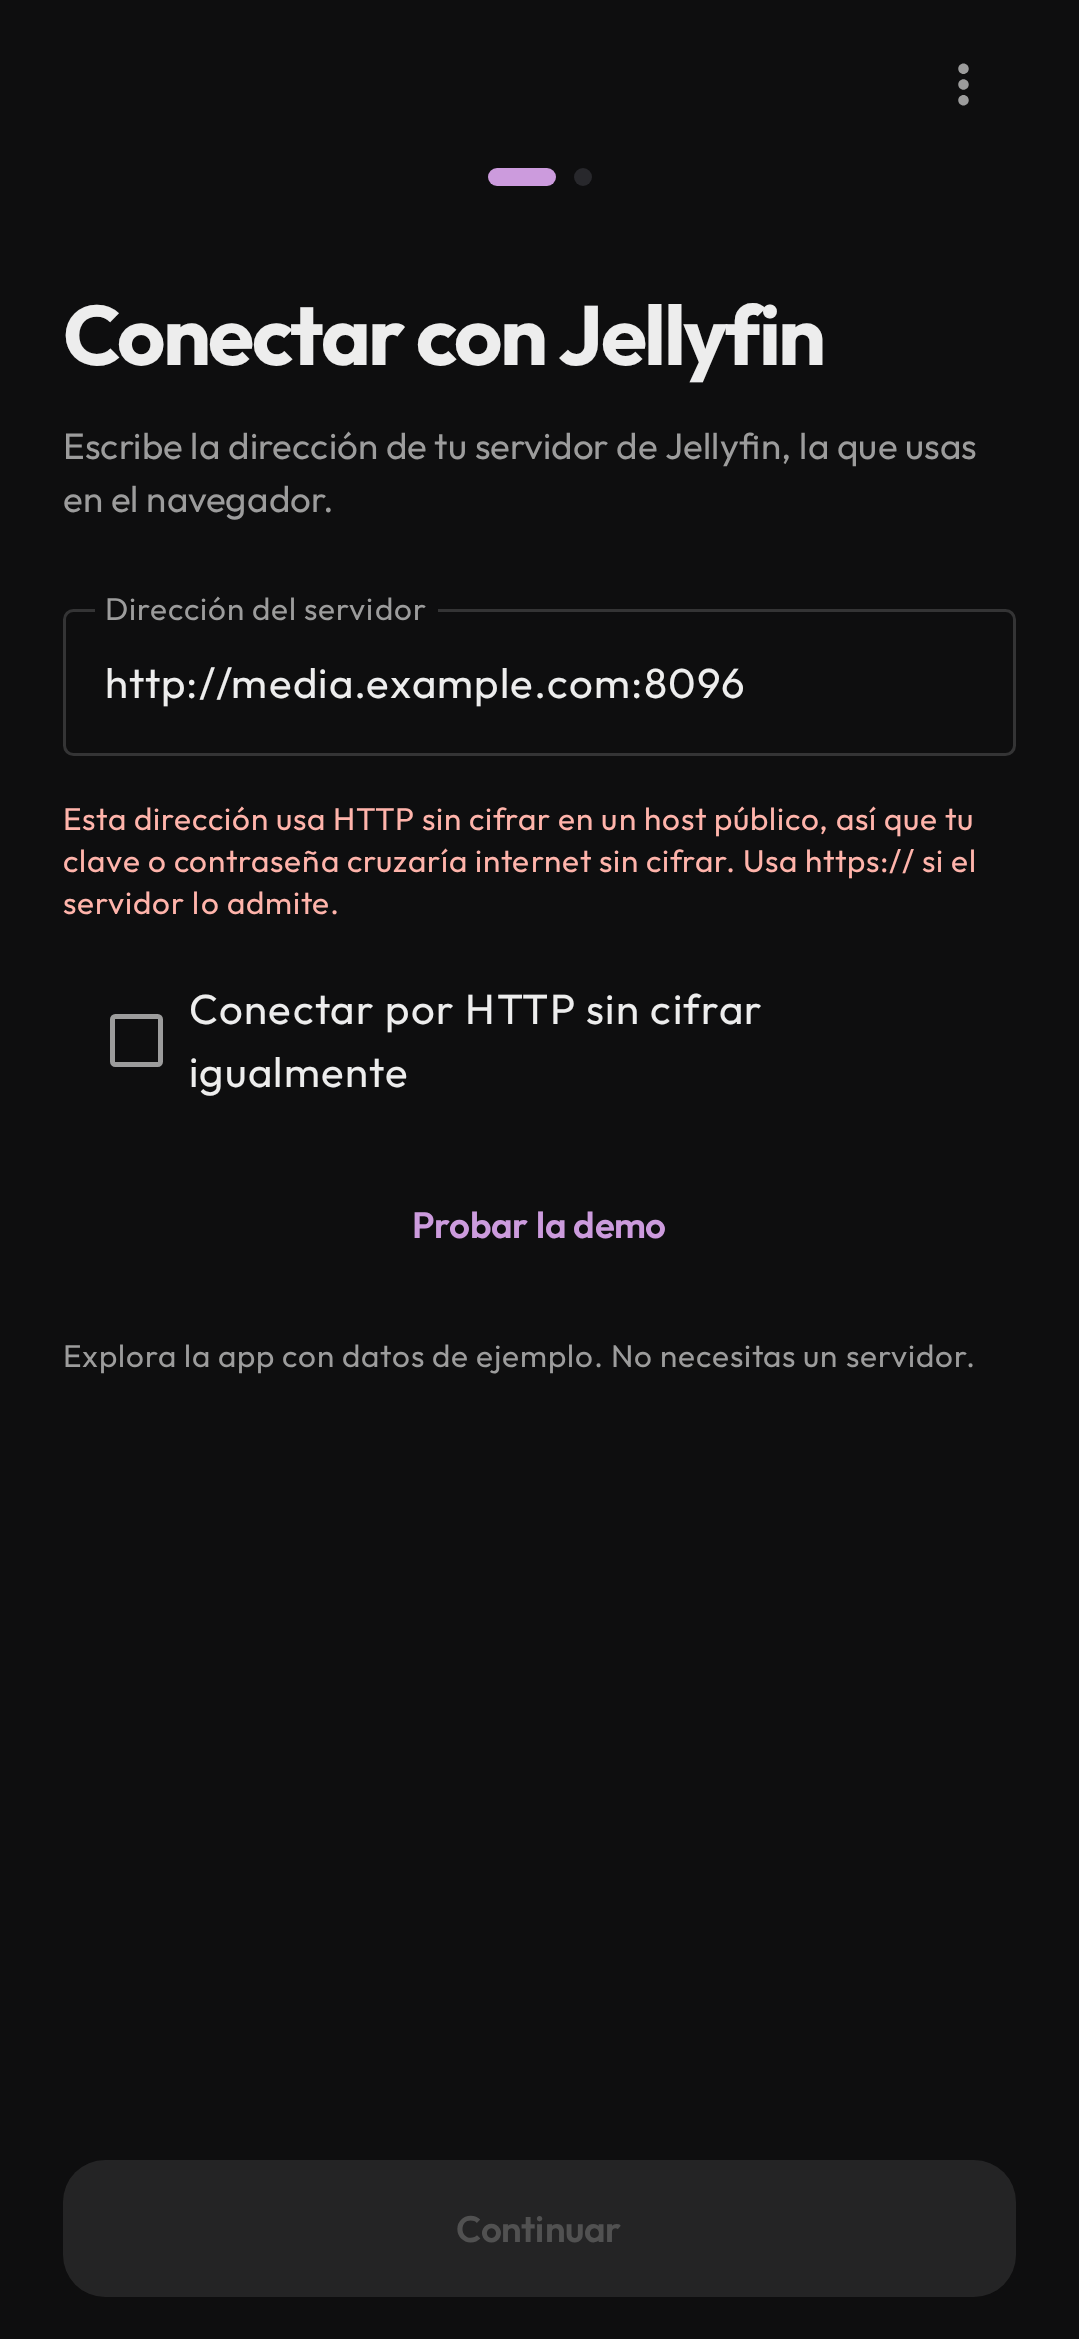 Conectar con Jellyfin
Escribe la dirección de tu servidor de Jellyfin, la que usas
en el navegador.
Dirección del servidor
http://media.example.com:8096
Esta dirección usa HTTP sin cifrar en un host público, así que tu
clave o contraseña cruzaría internet sin cifrar. Usa https:// si el
servidor lo admite.
Conectar por HTTP sin cifrar
igualmente
Probar la demo
Explora la app con datos de ejemplo. No necesitas un servidor.
Continuar